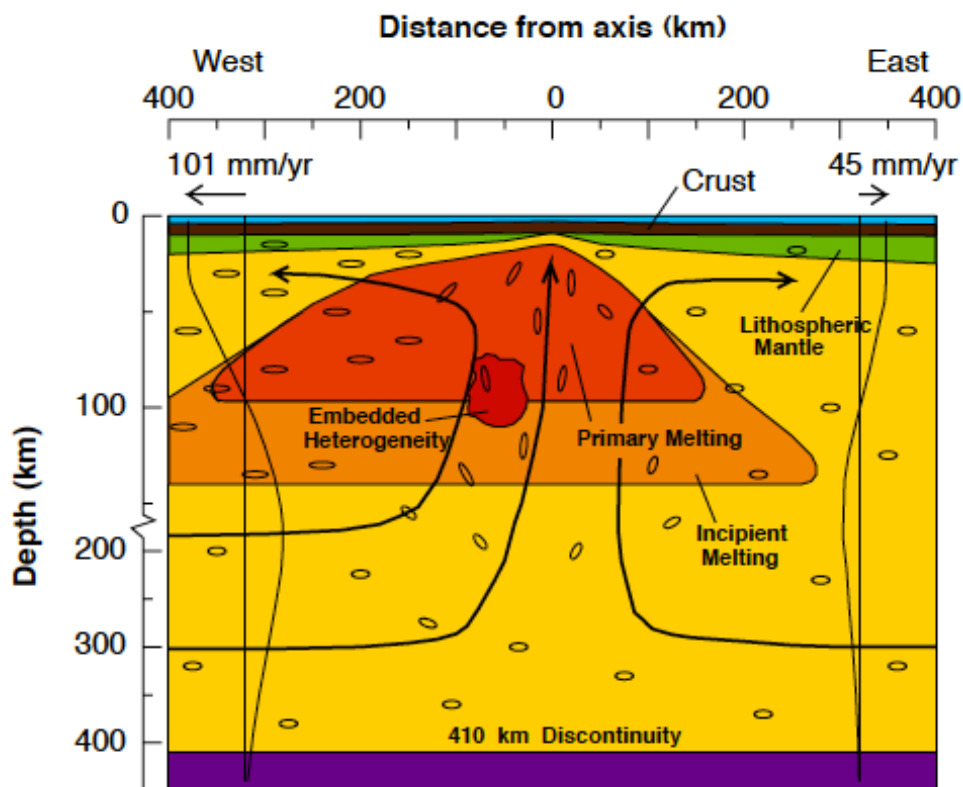 Distance from axis (km)
West East
400 200 0 200 400
101 mm/yr 45 mm/yr
Crust
0
Lithospheric
Mantle
100
Embedded
Heterogeneity
Primary Melting
Depth (km)
Incipient
Melting
200
300
400
410 km Discontinuity